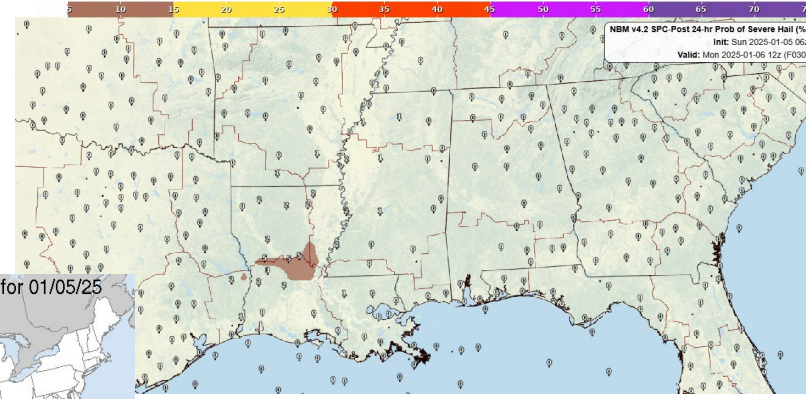 5 10 15 20 25 30 35 40 45 50 55 60 65 70 75
NBM v4.2 SPC-Post 24-hr Prob of Severe Hail (%
Init: Sun 2025-01-05 06
Valid: Mon 2025-01-06 12z (F030
for 01/05/25